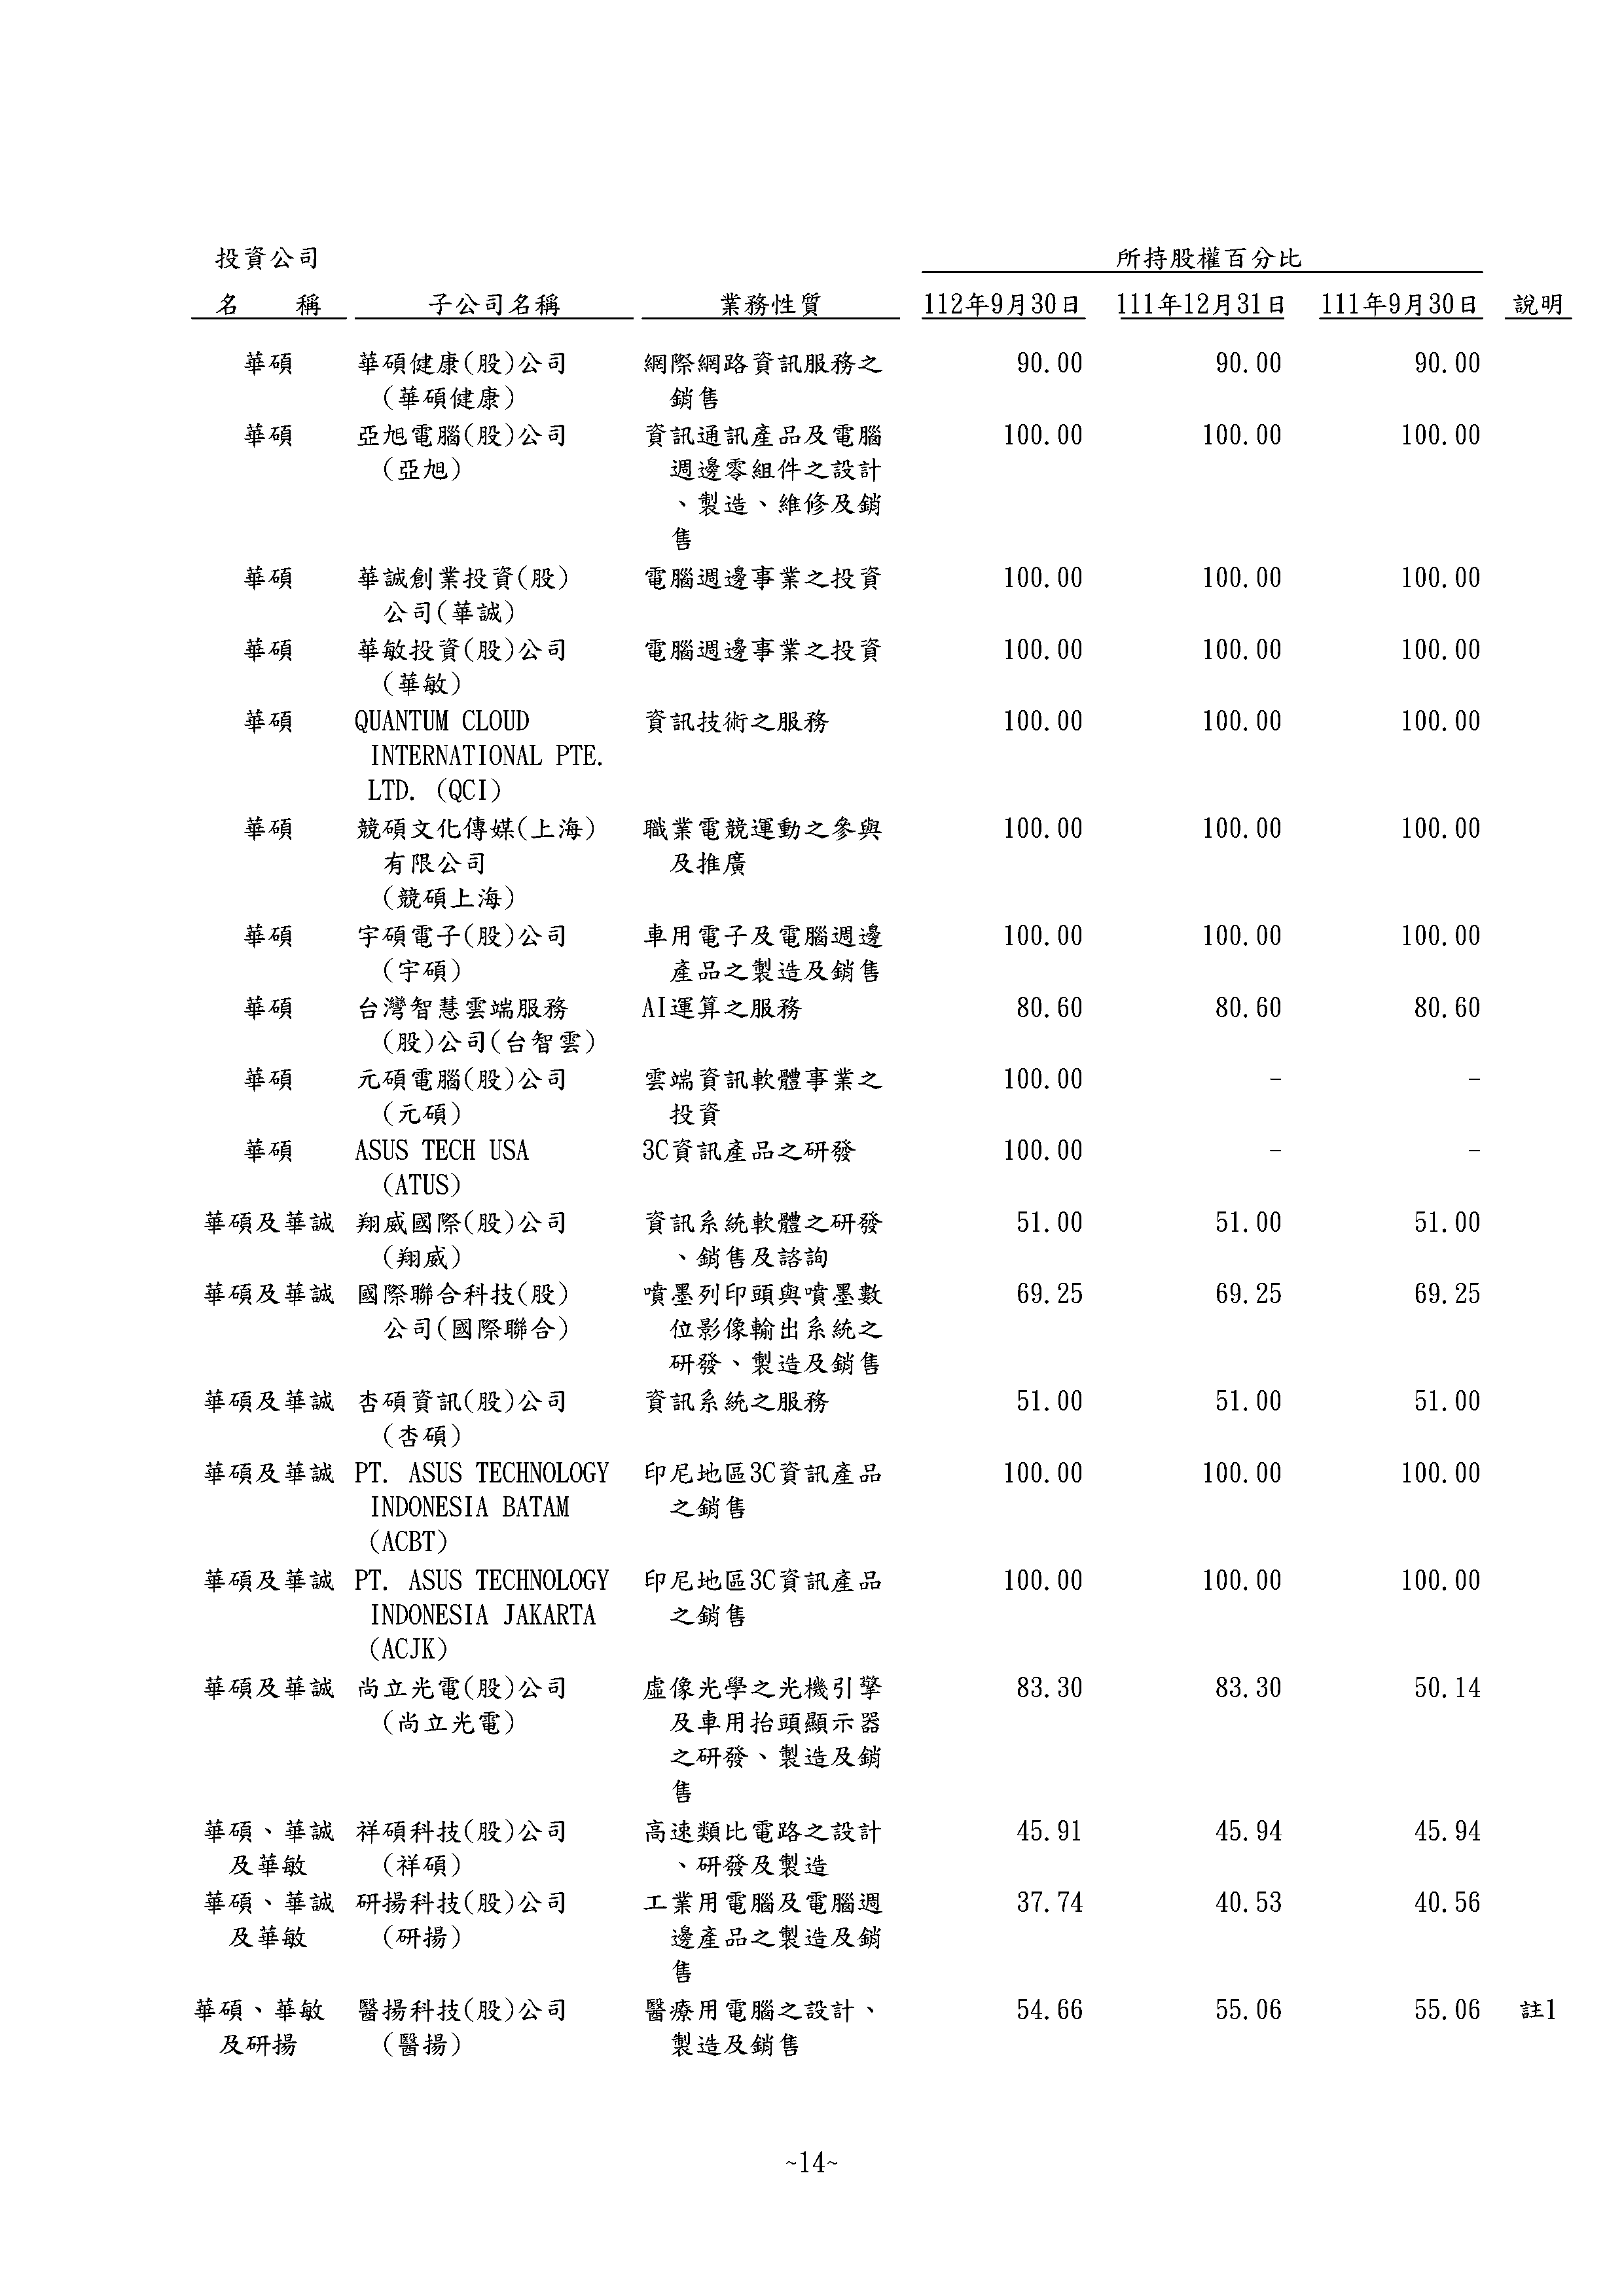 投資公司 所持股權百分比
名　　稱 子公司名稱 業務性質 112年9月30日 111年12月31日 111年9月30日 說明
華碩 華碩健康(股)公司 網際網路資訊服務之 90.00 90.00 90.00
(華碩健康) 銷售
華碩 亞旭電腦(股)公司 資訊通訊產品及電腦 100.00 100.00 100.00
(亞旭) 週邊零組件之設計
、製造、維修及銷
售
華碩 華誠創業投資(股) 電腦週邊事業之投資 100.00 100.00 100.00
公司(華誠)
華碩 華敏投資(股)公司 電腦週邊事業之投資 100.00 100.00 100.00
(華敏)
華碩 QUANTUM CLOUD 資訊技術之服務 100.00 100.00 100.00
INTERNATIONAL PTE.
LTD. (QCI)
華碩 競碩文化傳媒(上海) 職業電競運動之參與 100.00 100.00 100.00
有限公司 及推廣
(競碩上海)
華碩 宇碩電子(股)公司 車用電子及電腦週邊 100.00 100.00 100.00
(宇碩) 產品之製造及銷售
華碩 台灣智慧雲端服務 AI運算之服務 80.60 80.60 80.60
(股)公司(台智雲)
華碩 元碩電腦(股)公司 雲端資訊軟體事業之 100.00 - -
(元碩) 投資
華碩 ASUS TECH USA 3C資訊產品之研發 100.00 - -
(ATUS)
華碩及華誠 翔威國際(股)公司 資訊系統軟體之研發 51.00 51.00 51.00
(翔威) 、銷售及諮詢
華碩及華誠 國際聯合科技(股) 噴墨列印頭與噴墨數 69.25 69.25 69.25
公司(國際聯合) 位影像輸出系統之
研發、製造及銷售
華碩及華誠 杏碩資訊(股)公司 資訊系統之服務 51.00 51.00 51.00
(杏碩)
華碩及華誠 PT. ASUS TECHNOLOGY 印尼地區3C資訊產品 100.00 100.00 100.00
INDONESIA BATAM 之銷售
(ACBT)
華碩及華誠 PT. ASUS TECHNOLOGY 印尼地區3C資訊產品 100.00 100.00 100.00
INDONESIA JAKARTA 之銷售
(ACJK)
華碩及華誠 尚立光電(股)公司 虛像光學之光機引擎 83.30 83.30 50.14
(尚立光電) 及車用抬頭顯示器
之研發、製造及銷
售
華碩、華誠 祥碩科技(股)公司 高速類比電路之設計 45.91 45.94 45.94
及華敏 (祥碩) 、研發及製造
華碩、華誠 研揚科技(股)公司 工業用電腦及電腦週 37.74 40.53 40.56
及華敏 (研揚) 邊產品之製造及銷
售
華碩、華敏 醫揚科技(股)公司 醫療用電腦之設計、 54.66 55.06 55.06 註1
及研揚 (醫揚) 製造及銷售
~14~